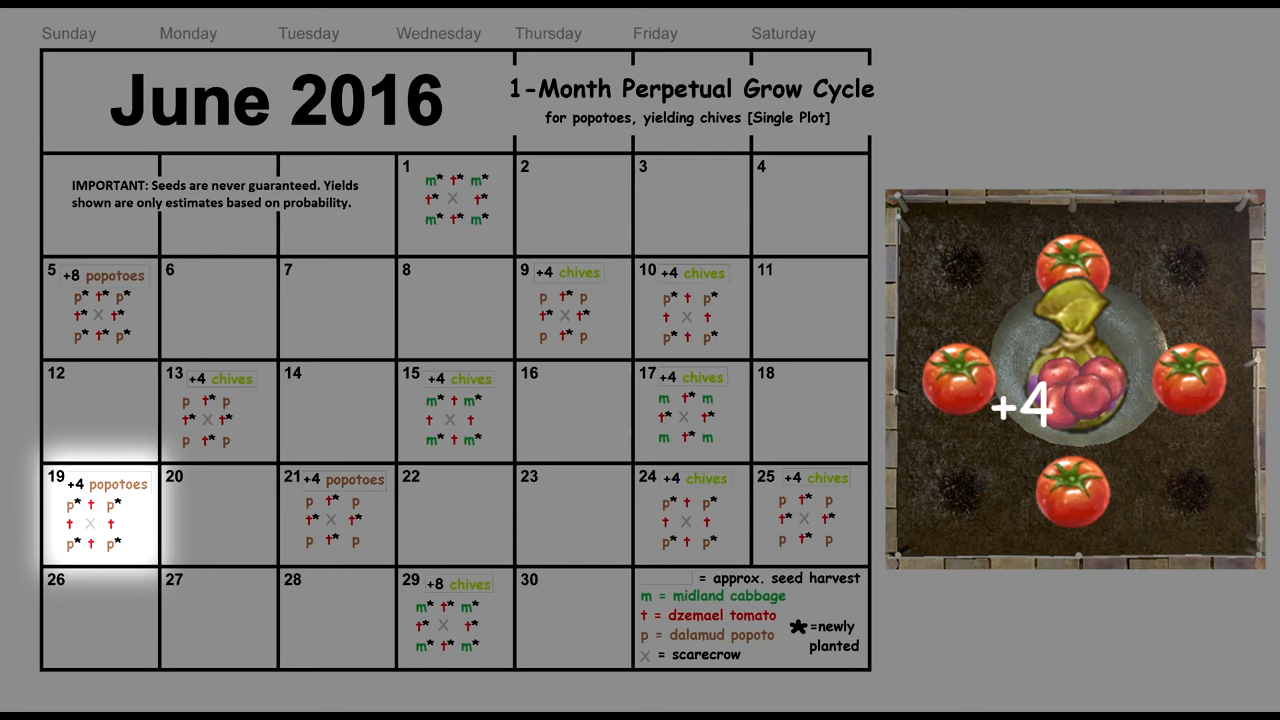 Sunday Monday Tuesday Wednesday Thursday Friday Saturday
June 2016
1-Month Perpetual Grow Cycle
for popotoes, yielding chives [Single Plot]
IMPORTANT: Seeds are never guaranteed. Yields
shown are only estimates based on probability.
1
m* t* m*
t* X t*
m* t* m*
2
3
4
5 +8 popotoes
p* t* p*
t* X t*
p* t* p*
6
7
8
9 +4 chives
p t* p
t* X t*
p t* p
10 +4 chives
p* t p*
t X t
p* t p*
11
12
13 +4 chives
p t* p
t* X t*
p t* p
14
15 +4 chives
m* t m*
t X t
m* t m*
16
17 +4 chives
m t* m
t* X t*
m t* m
18
19 +4 popotoes
p* t p*
t X t
p* t p*
20
21 +4 popotoes
p t* p
t* X t*
p t* p
22
23
24 +4 chives
p* t p*
t X t
p* t p*
25 +4 chives
p t* p
t* X t*
p t* p
26
27
28
29 +8 chives
m* t* m*
t* X t*
m* t* m*
30
= approx. seed harvest
m = midland cabbage
t = dzemael tomato
p = dalamud popoto
X = scarecrow
*=newly
planted
+4